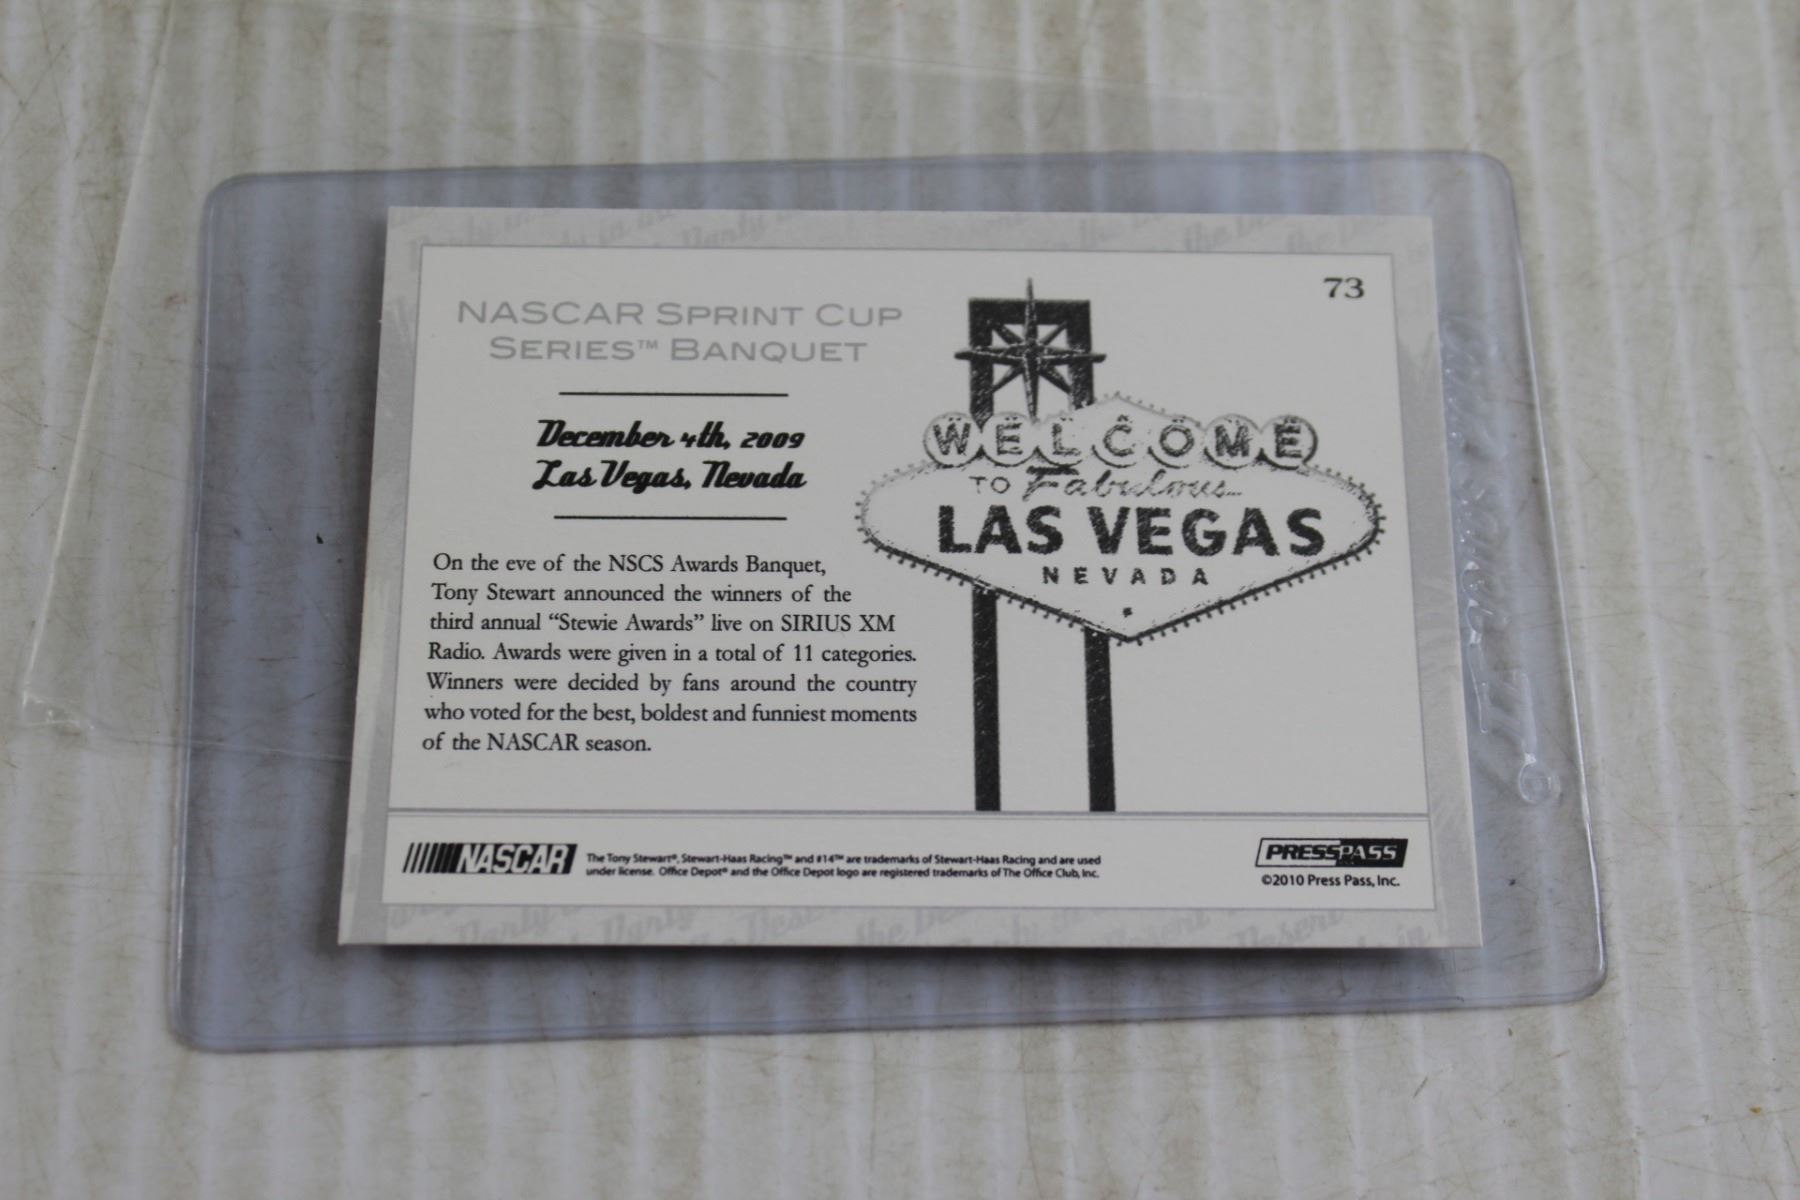 73
NASCAR SPRINT CUP
SERIES™ BANQUET
December 4th, 2009
Las Vegas, Nevada
On the eve of the NSCS Awards Banquet,
Tony Stewart announced the winners of the
third annual “Stewie Awards” live on SIRIUS XM
Radio. Awards were given in a total of 11 categories.
Winners were decided by fans around the country
who voted for the best, boldest and funniest moments
of the NASCAR season.
WELCOME
TO Fabulous
LAS VEGAS
NEVADA
NASCAR
The Tony Stewart®, Stewart-Haas Racing™ and #14™ are trademarks of Stewart-Haas Racing and are used
under license. Office Depot® and the Office Depot logo are registered trademarks of The Office Club, Inc.
PRESS PASS
©2010 Press Pass, Inc.